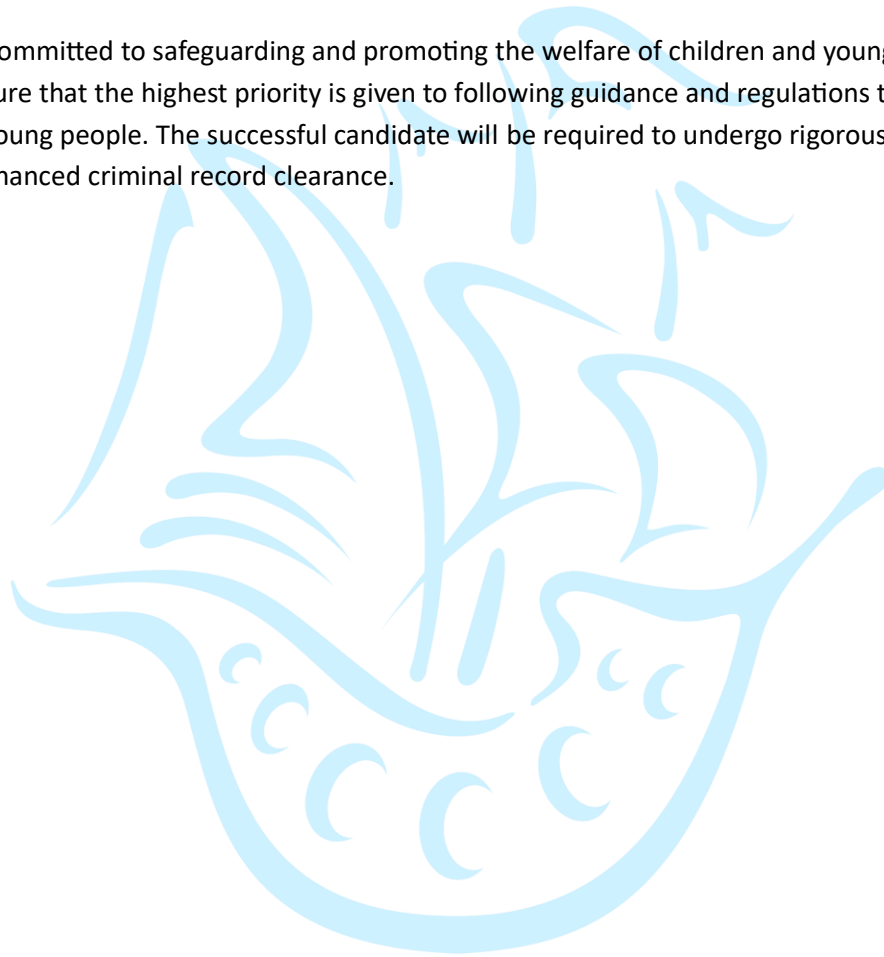 ommitted to safeguarding and promoting the welfare of children and young
ure that the highest priority is given to following guidance and regulations t
oung people. The successful candidate will be required to undergo rigorous
hanced criminal record clearance.